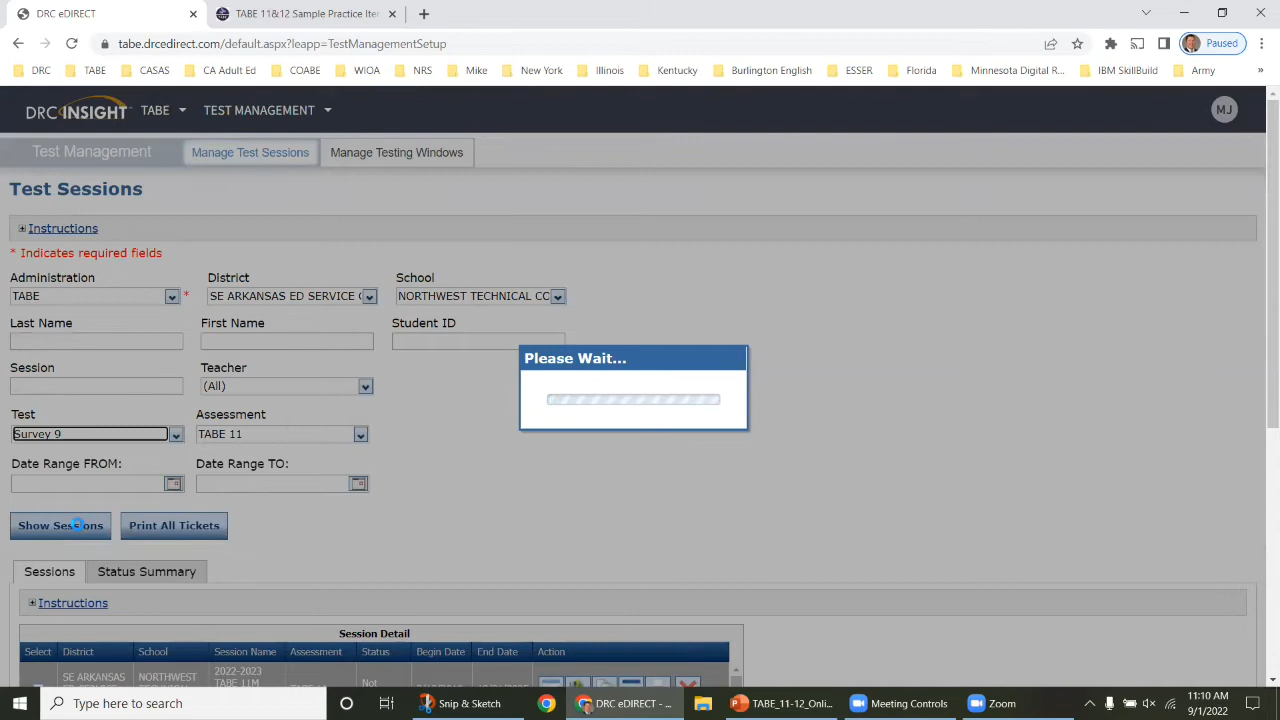 DRC eDIRECT
TABE 11&12 Sample Practice Iter
tabe.drcedirect.com/default.aspx?leapp=TestManagementSetup
Paused
DRC
TABE
CASAS
CA Adult Ed
COABE
WIOA
NRS
Mike
New York
Illinois
Kentucky
Burlington English
ESSER
Florida
Minnesota Digital R...
IBM SkillBuild
Army
»
DRC INSIGHT
TABE
TEST MANAGEMENT
MJ
Test Management
Manage Test Sessions
Manage Testing Windows
Test Sessions
Instructions
* Indicates required fields
Administration
District
School
TABE
*
SE ARKANSAS ED SERVICE C
NORTHWEST TECHNICAL CO
Last Name
First Name
Student ID
Please Wait...
Session
Teacher
(All)
Test
Assessment
Survey 9
TABE 11
Date Range FROM:
Date Range TO:
Show Sessions
Print All Tickets
Sessions
Status Summary
Instructions
Session Detail
Select
District
School
Session Name
Assessment
Status
Begin Date
End Date
Action
SE ARKANSAS
NORTHWEST
2022-2023
TABE 11M
Not
Type here to search
Snip & Sketch
DRC eDIRECT - ...
TABE_11-12_Onli...
Meeting Controls
Zoom
11:10 AM
9/1/2022